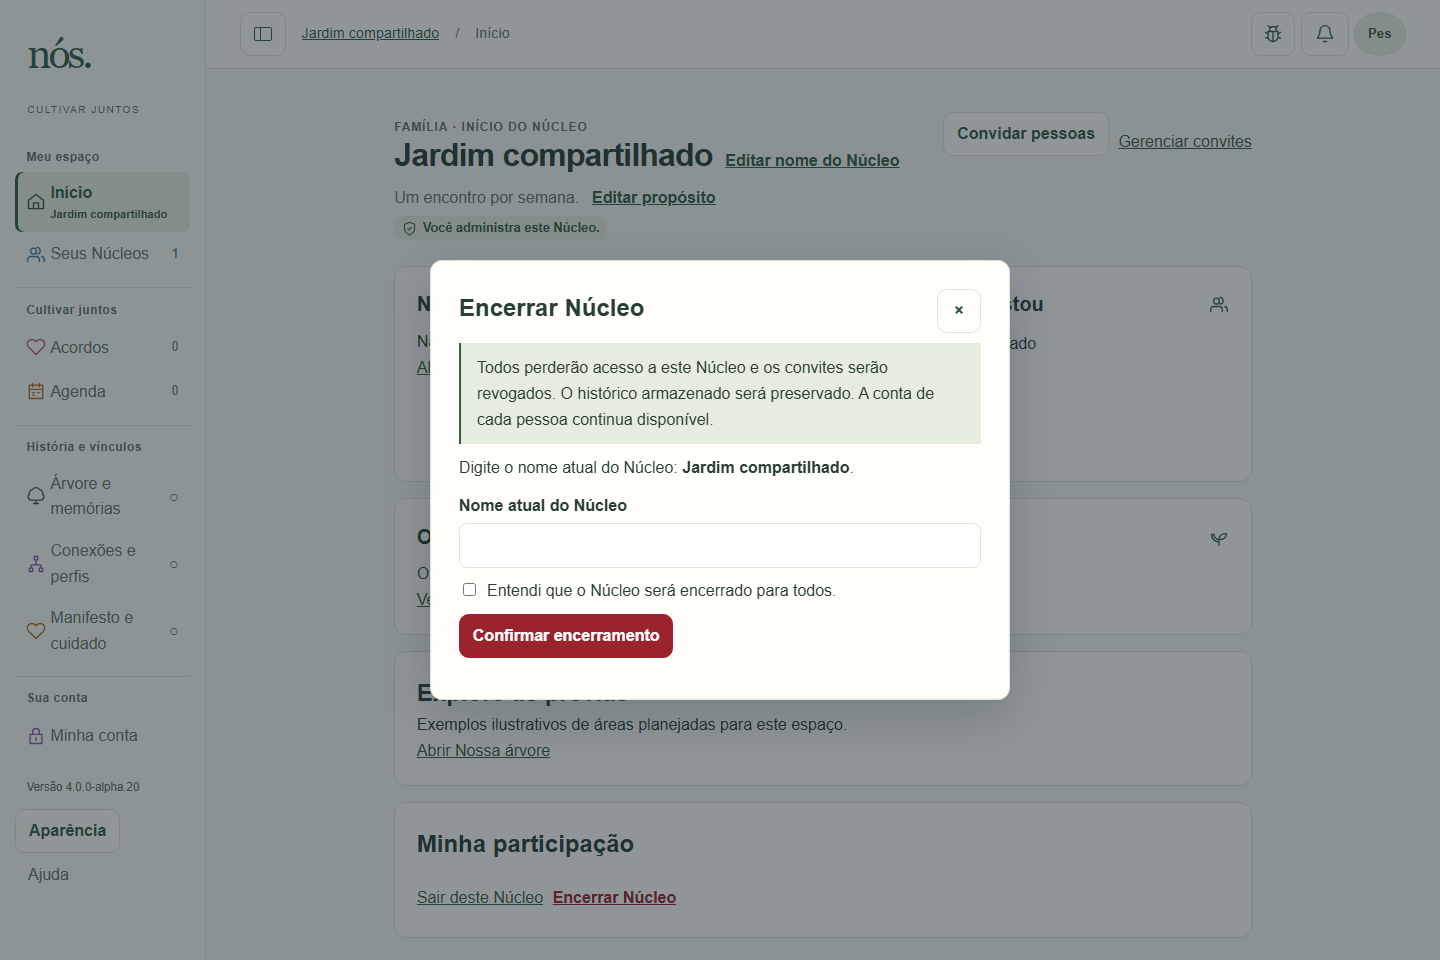 nós.
CULTIVAR JUNTOS
Meu espaço
Início
Jardim compartilhado
Seus Núcleos 1
Cultivar juntos
Acordos 0
Agenda 0
História e vínculos
Árvore e
memórias
Conexões e
perfis
Manifesto e
cuidado
Sua conta
Minha conta
Versão 4.0.0-alpha.20
Aparência
Ajuda
Jardim compartilhado / Início
Pes
FAMÍLIA · INÍCIO DO NÚCLEO
Jardim compartilhado Editar nome do Núcleo
Convidar pessoas Gerenciar convites
Um encontro por semana. Editar propósito
Você administra este Núcleo.
Encerrar Núcleo
×
Todos perderão acesso a este Núcleo e os convites serão
revogados. O histórico armazenado será preservado. A conta de
cada pessoa continua disponível.
Digite o nome atual do Núcleo: Jardim compartilhado.
Nome atual do Núcleo
Entendi que o Núcleo será encerrado para todos.
Confirmar encerramento
Exemplos ilustrativos de áreas planejadas para este espaço.
Abrir Nossa árvore
Minha participação
Sair deste Núcleo Encerrar Núcleo